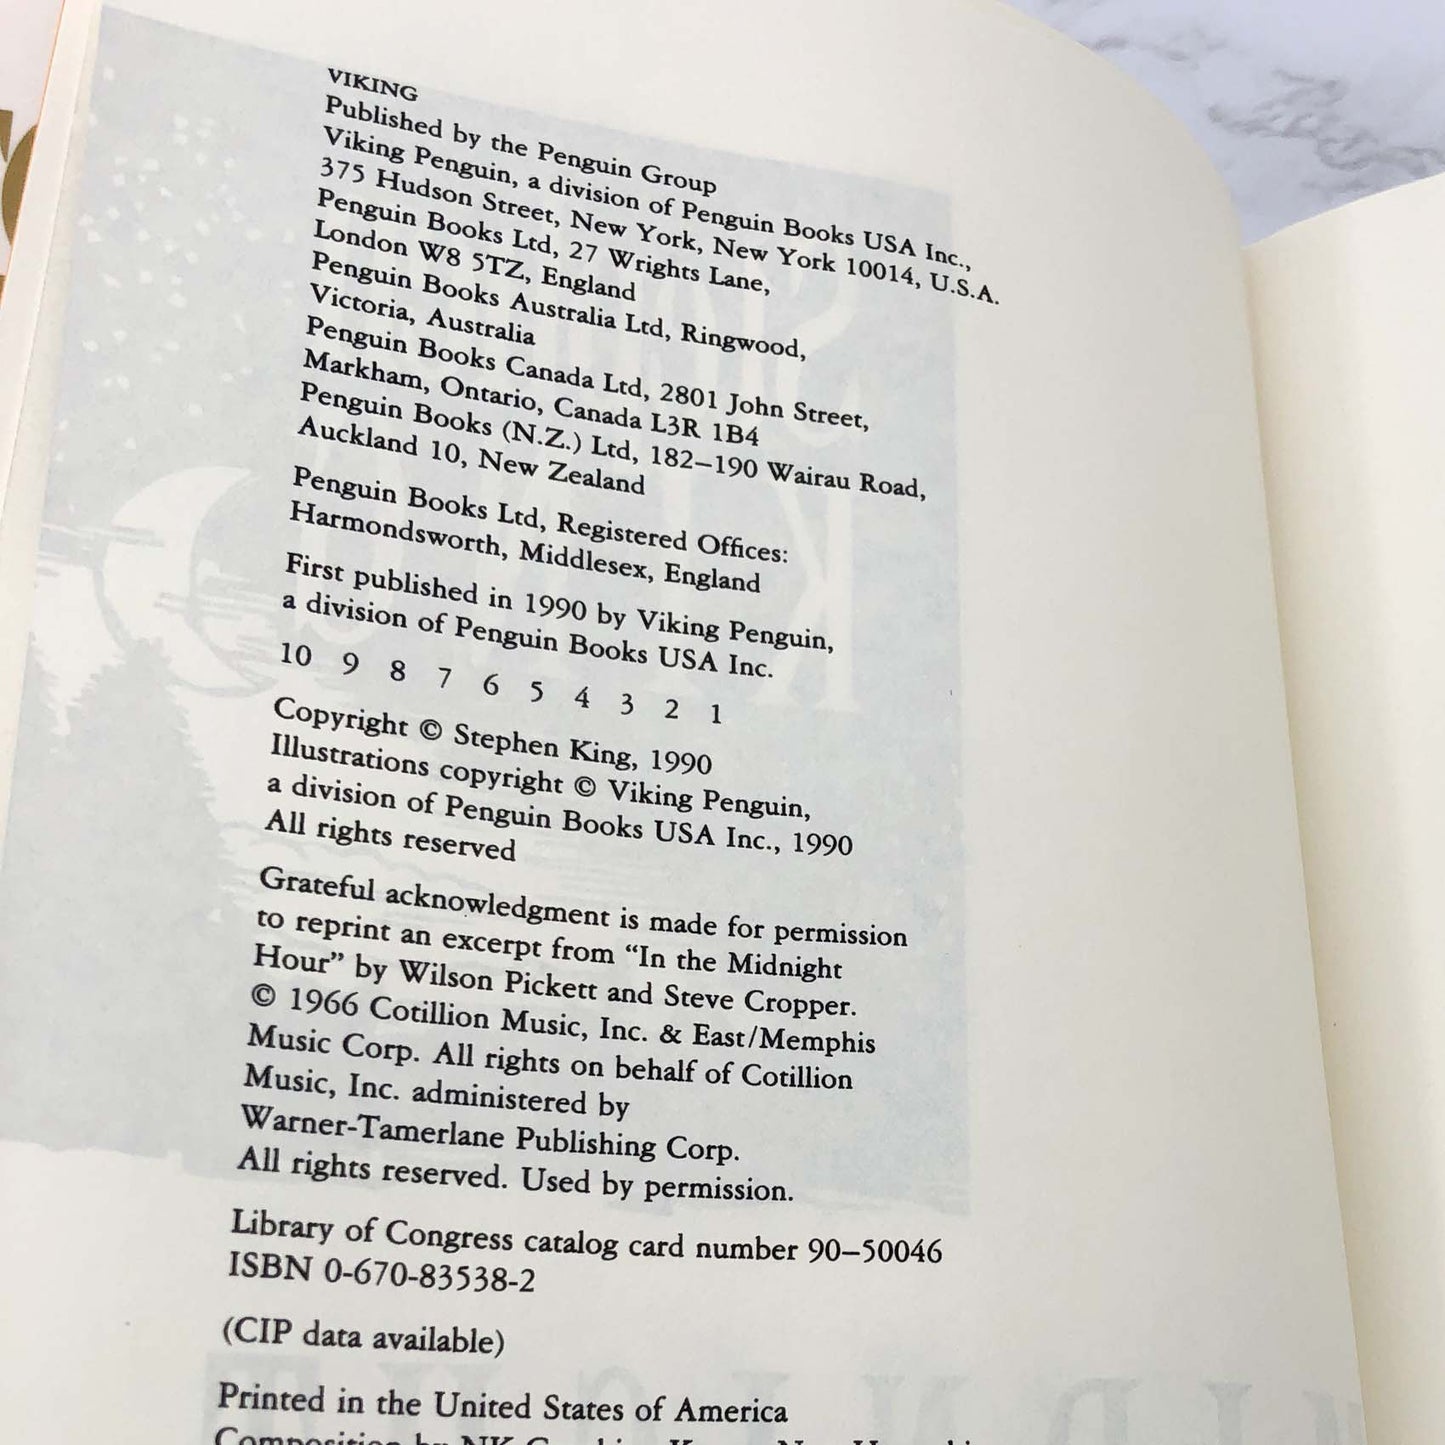 VIKING
Published by the Penguin Group
Viking Penguin, a division of Penguin Books USA Inc.,
375 Hudson Street, New York, New York 10014, U.S.A.
Penguin Books Ltd, 27 Wrights Lane,
London W8 5TZ, England
Penguin Books Australia Ltd, Ringwood,
Victoria, Australia
Penguin Books Canada Ltd, 2801 John Street,
Markham, Ontario, Canada L3R 1B4
Penguin Books (N.Z.) Ltd, 182–190 Wairau Road,
Auckland 10, New Zealand
Penguin Books Ltd, Registered Offices:
Harmondsworth, Middlesex, England
First published in 1990 by Viking Penguin,
a division of Penguin Books USA Inc.
10 9 8 7 6 5 4 3 2 1
Copyright © Stephen King, 1990
Illustrations copyright © Viking Penguin,
a division of Penguin Books USA Inc., 1990
All rights reserved
Grateful acknowledgment is made for permission
to reprint an excerpt from “In the Midnight
Hour” by Wilson Pickett and Steve Cropper.
© 1966 Cotillion Music, Inc. & East/Memphis
Music Corp. All rights on behalf of Cotillion
Music, Inc. administered by
Warner-Tamerlane Publishing Corp.
All rights reserved. Used by permission.
Library of Congress catalog card number 90–50046
ISBN 0-670-83538-2
(CIP data available)
Printed in the United States of America
Composition by NK